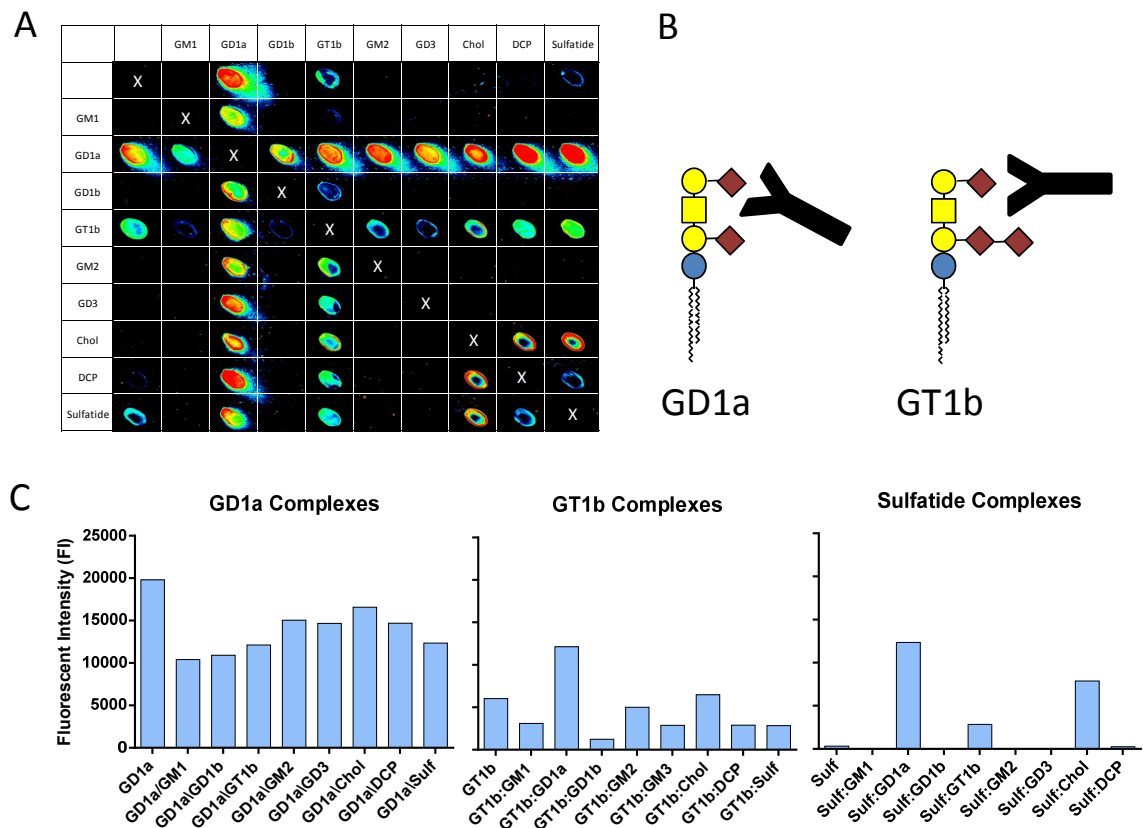 A
B
GM1 GD1a GD1b GT1b GM2 GD3 Chol DCP Sulfatide
X
GM1 X
GD1a X
GD1b X
GT1b X
GM2 X
GD3 X
Chol X
DCP X
Sulfatide X
GD1a GT1b
C
GD1a Complexes
GT1b Complexes
Sulfatide Complexes
Fluorescent Intensity (FI)
25000
20000
15000
10000
5000
0
GD1a
GD1a/GM1
GD1a\GD1b
GD1a\GT1b
GD1a\GM2
GD1a\GD3
GD1a\Chol
GD1a\DCP
GD1a\Sulf
GT1b
GT1b:GM1
GT1b:GD1a
GT1b:GD1b
GT1b:GM2
GT1b:GM3
GT1b:Chol
GT1b:DCP
GT1b:Sulf
Sulf
Sulf:GM1
Sulf:GD1a
Sulf:GD1b
Sulf:GT1b
Sulf:GM2
Sulf:GD3
Sulf:Chol
Sulf:DCP